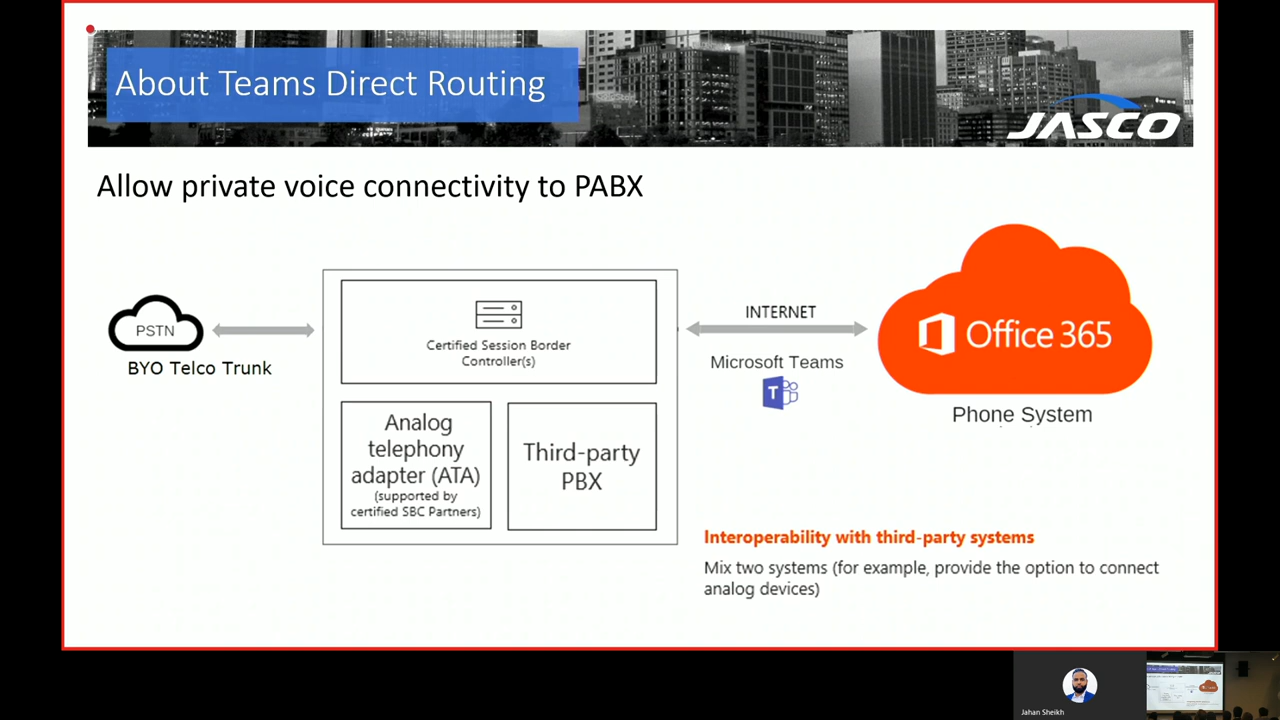 About Teams Direct Routing
JASCO
Allow private voice connectivity to PABX
PSTN
BYO Telco Trunk
Certified Session Border
Controller(s)
Analog
telephony
adapter (ATA)
(supported by
certified SBC Partners)
Third-party
PBX
INTERNET
Microsoft Teams
T
Office 365
Phone System
Interoperability with third-party systems
Mix two systems (for example, provide the option to connect
analog devices)
Jahan Sheikh